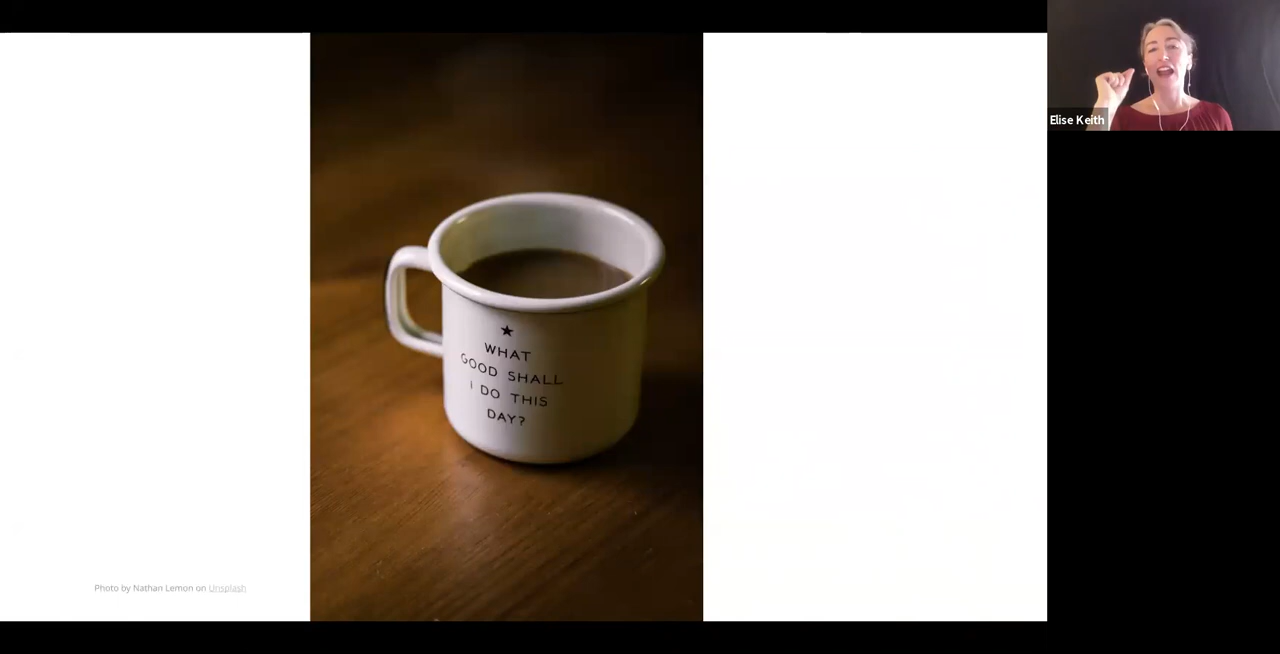 Elise Keith
★
WHAT
GOOD SHALL
I DO THIS
DAY?
Photo by Nathan Lemon on Unsplash